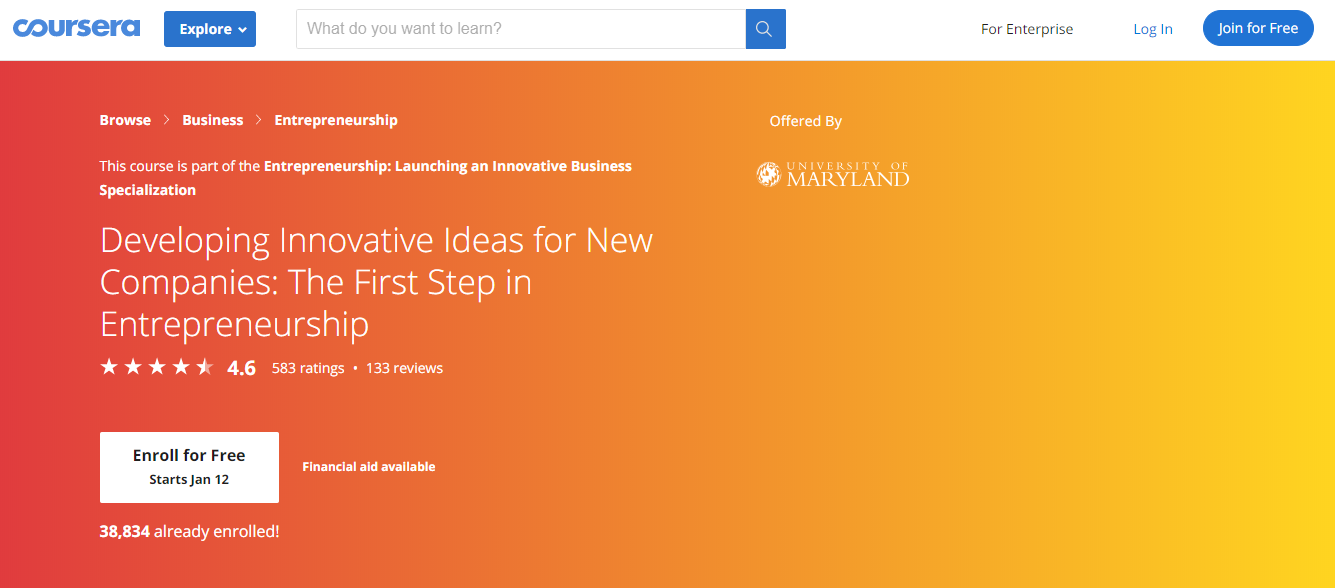 coursera
Explore
What do you want to learn?
For Enterprise
Log In
Join for Free
Browse > Business > Entrepreneurship
Offered By
This course is part of the Entrepreneurship: Launching an Innovative Business
Specialization
UNIVERSITY OF
MARYLAND
Developing Innovative Ideas for New
Companies: The First Step in
Entrepreneurship
4.6 583 ratings • 133 reviews
Enroll for Free
Starts Jan 12
Financial aid available
38,834 already enrolled!